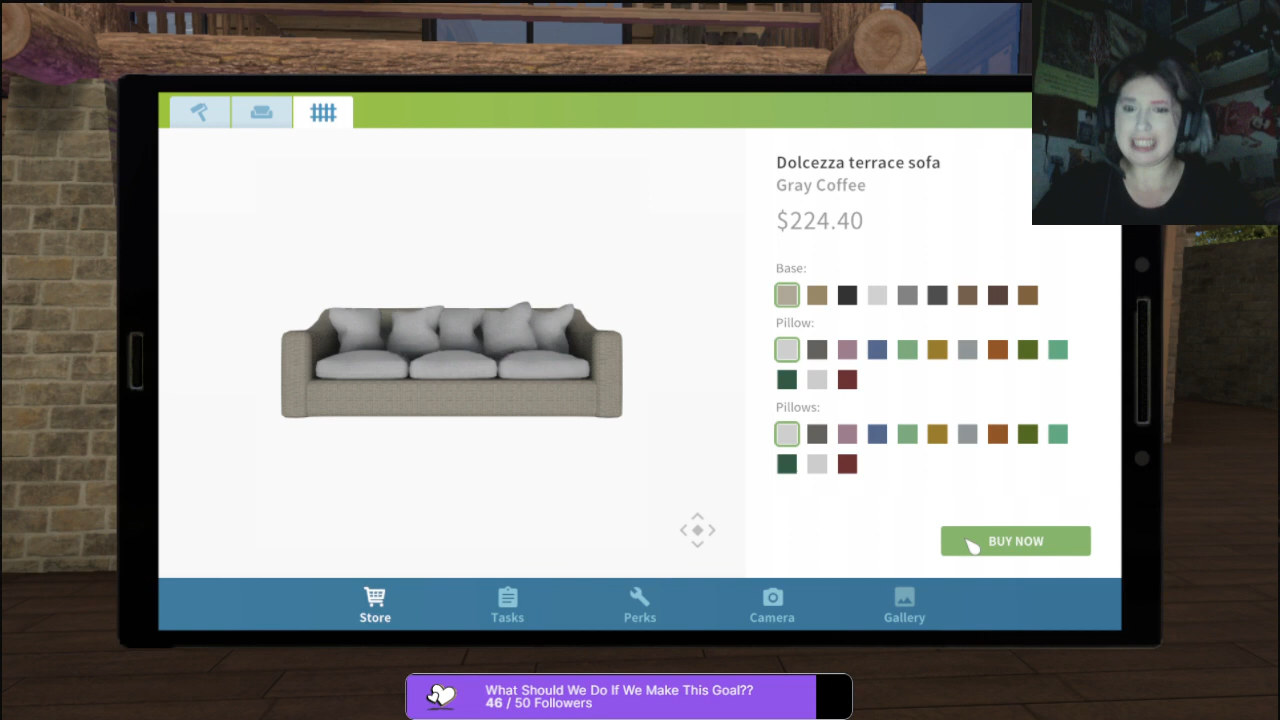 Dolcezza terrace sofa
Gray Coffee
$224.40
Base:
Pillow:
Pillows:
BUY NOW
Store
Tasks
Perks
Camera
Gallery
What Should We Do If We Make This Goal??
46 / 50 Followers